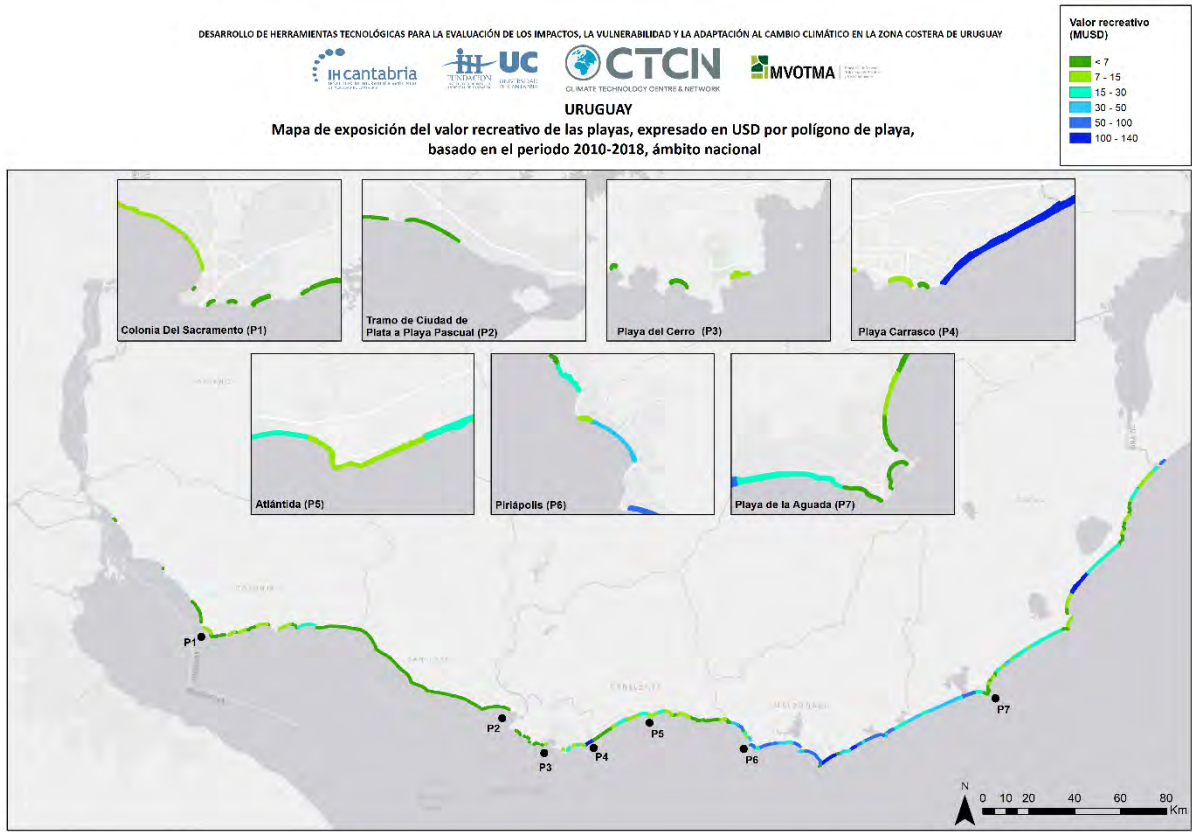 DESARROLLO DE HERRAMIENTAS TECNOLÓGICAS PARA LA EVALUACIÓN DE LOS IMPACTOS, LA VULNERABILIDAD Y LA ADAPTACIÓN AL CAMBIO CLIMÁTICO EN LA ZONA COSTERA DE URUGUAY
IHcantabria
IH UC
FUNDACIÓN
UNIVERSIDAD
DE CANTABRIA
CTCN
CLIMATE TECHNOLOGY CENTRE & NETWORK
MVOTMA
URUGUAY
Mapa de exposición del valor recreativo de las playas, expresado en USD por polígono de playa,
basado en el periodo 2010-2018, ámbito nacional
Valor recreativo
(MUSD)
< 7
7 - 15
15 - 30
30 - 50
50 - 100
100 - 140
Colonia Del Sacramento (P1)
Tramo de Ciudad de
Plata a Playa Pascual (P2)
Playa del Cerro (P3)
Playa Carrasco (P4)
Atlántida (P5)
Piriápolis (P6)
Playa de la Aguada (P7)
P1
P2
P3
P4
P5
P6
P7
MALDONADO
N
0 10 20 40 60 80
Km